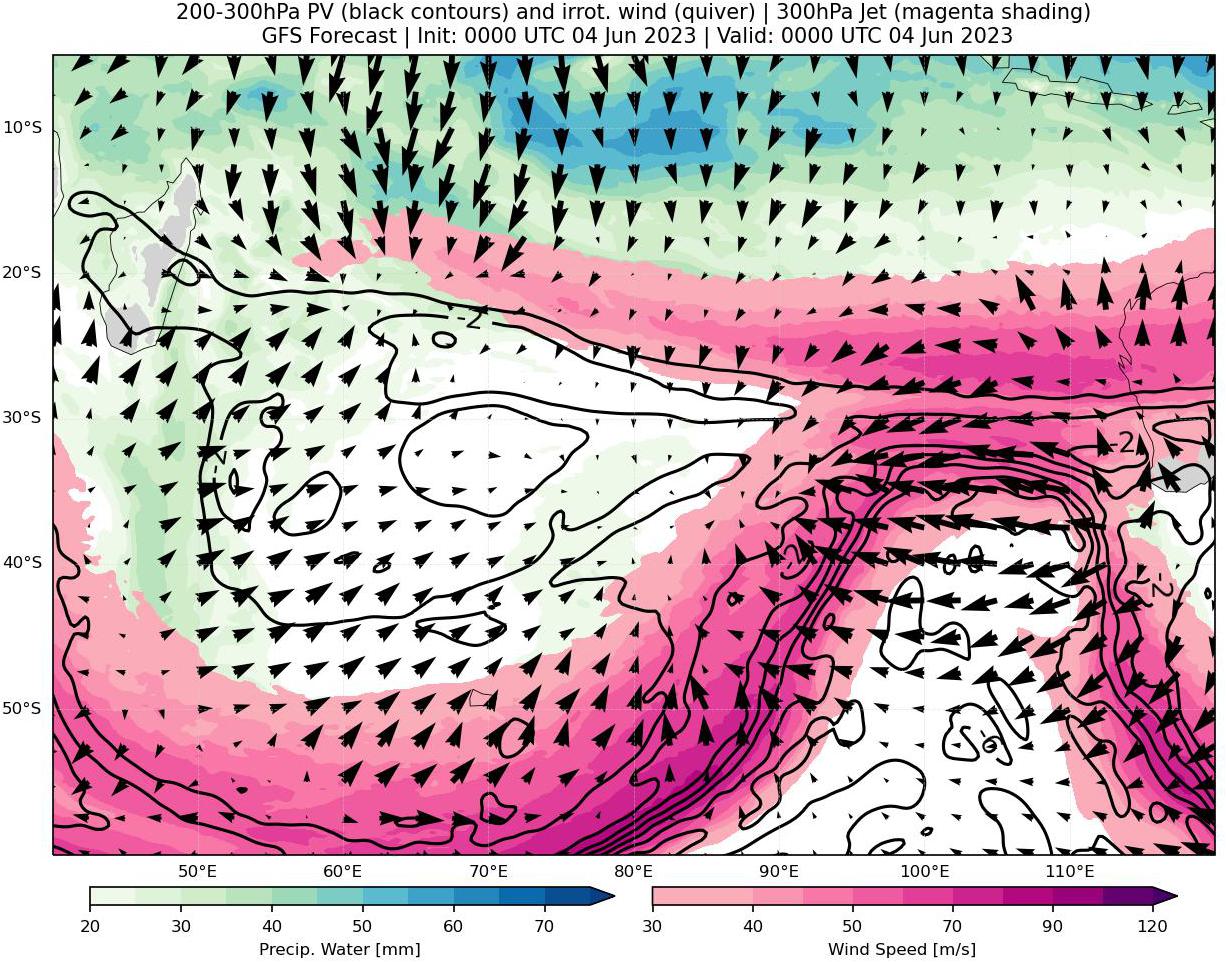 200-300hPa PV (black contours) and irrot. wind (quiver) | 300hPa Jet (magenta shading)
GFS Forecast | Init: 0000 UTC 04 Jun 2023 | Valid: 0000 UTC 04 Jun 2023
10°S
20°S
30°S
40°S
50°S
-2
-2
-2
-2
-2
50°E 60°E 70°E 80°E 90°E 100°E 110°E
20 30 40 50 60 70
30 40 50 70 90 120
Precip. Water [mm]
Wind Speed [m/s]